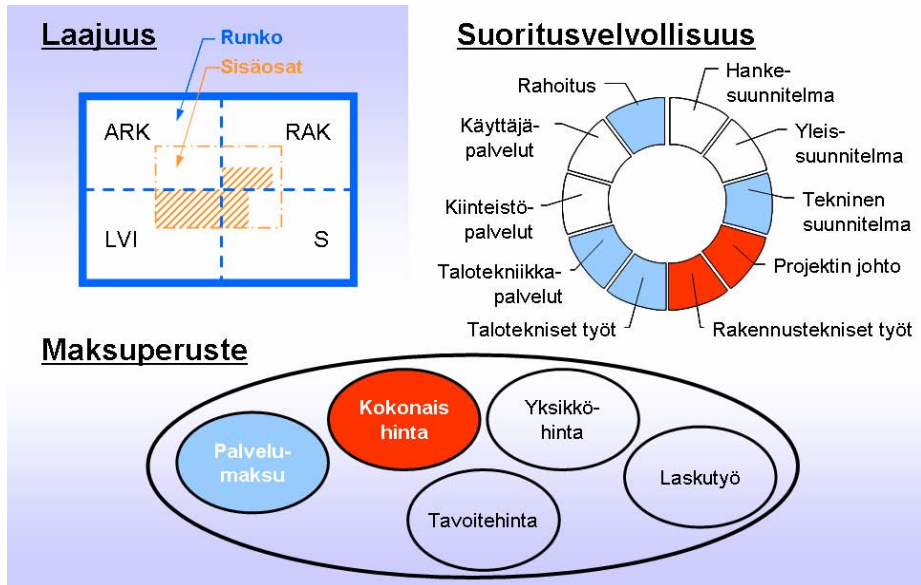 Laajuus
Runko
Sisäosat
ARK
RAK
LVI
S
Suoritusvelvollisuus
Rahoitus
Hanke-
suunnitelma
Käyttäjä-
palvelut
Yleis-
suunnitelma
Kiinteistö-
palvelut
Tekninen
suunnitelma
Talotekniikka-
palvelut
Projektin johto
Talotekniset työt
Rakennustekniset työt
Maksuperuste
Palvelu-
maksu
Kokonais
hinta
Yksikkö-
hinta
Laskutyö
Tavoitehinta